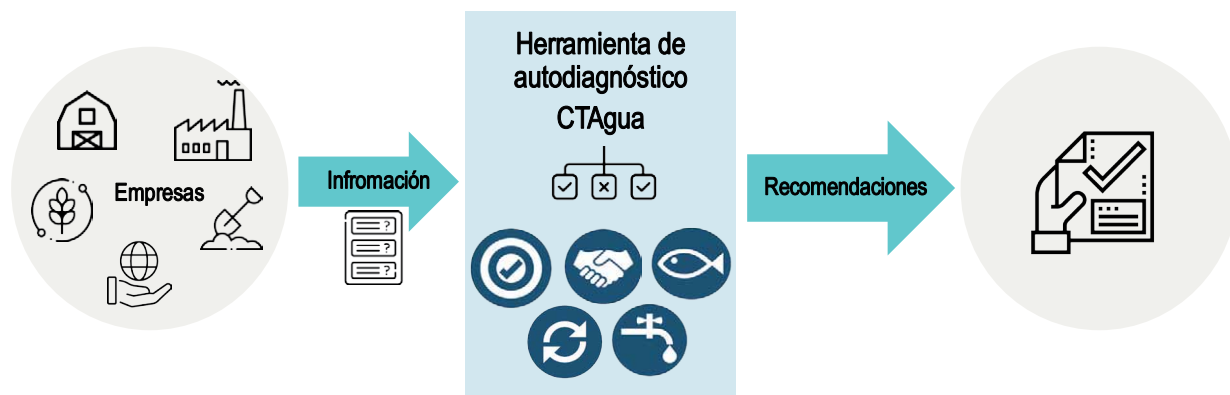 Empresas
Infromación
? 
?
?
Herramienta de
autodiagnóstico
CTAgua
Recomendaciones